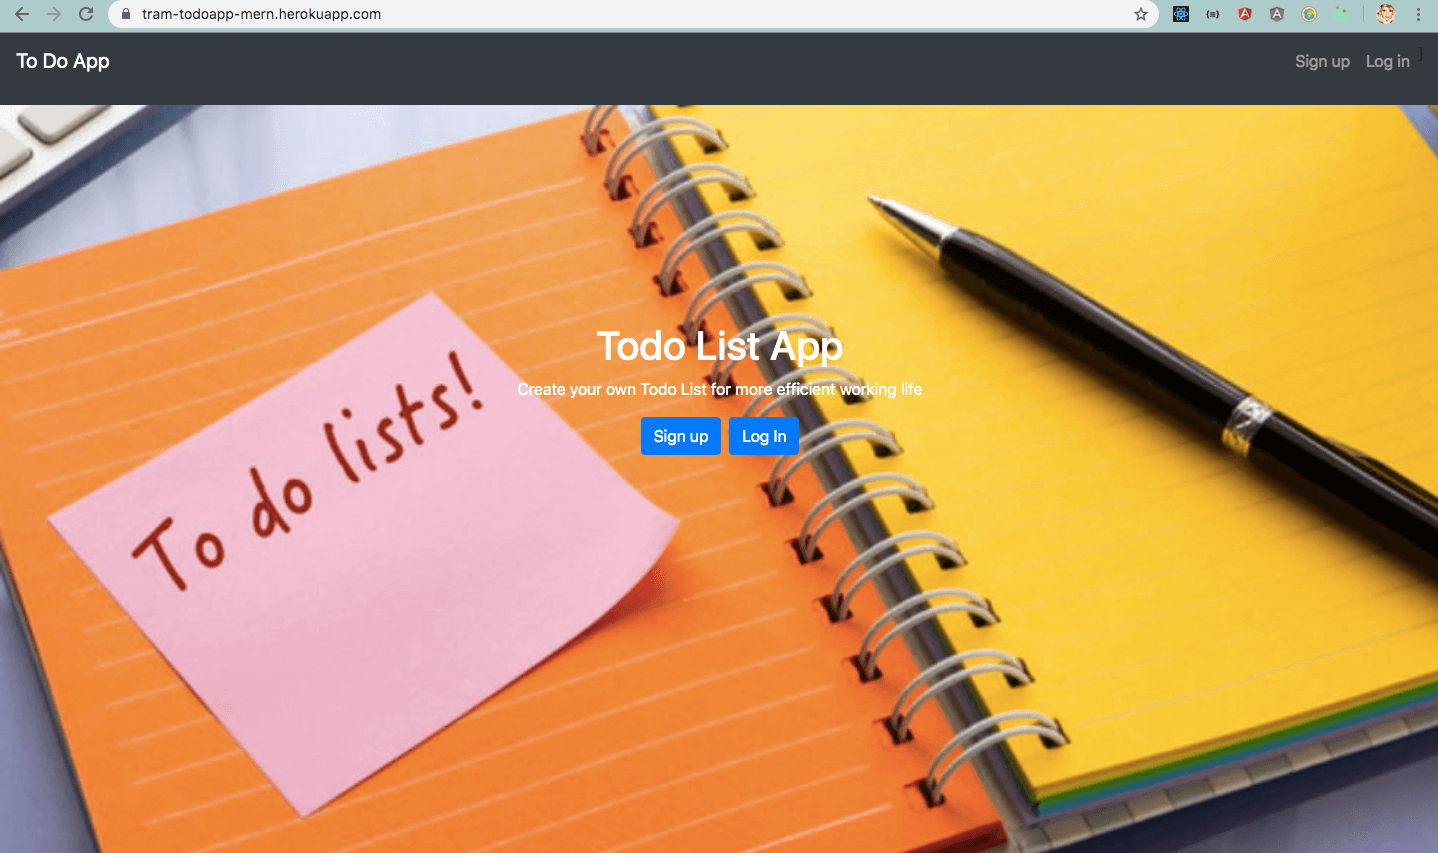 tram-todoapp-mern.herokuapp.com
To Do App
Sign up
Log in
}
Todo List App
Create your own Todo List for more efficient working life
Sign up
Log In
To do lists!